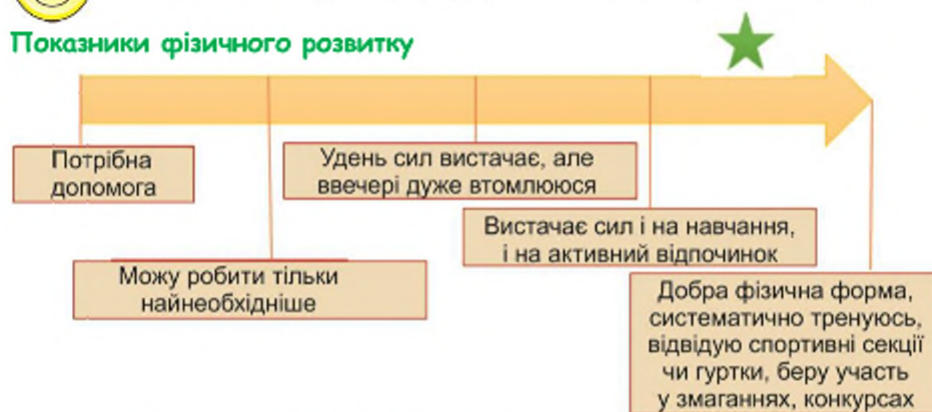 Показники фізичного розвитку
Потрібна
допомога
Можу робити тільки
найнеобхідніше
Удень сил вистачає, але
ввечері дуже втомлююся
Вистачає сил і на навчання,
і на активний відпочинок
Добра фізична форма,
систематично тренуюсь,
відвідую спортивні секції
чи гуртки, беру участь
у змаганнях, конкурсах